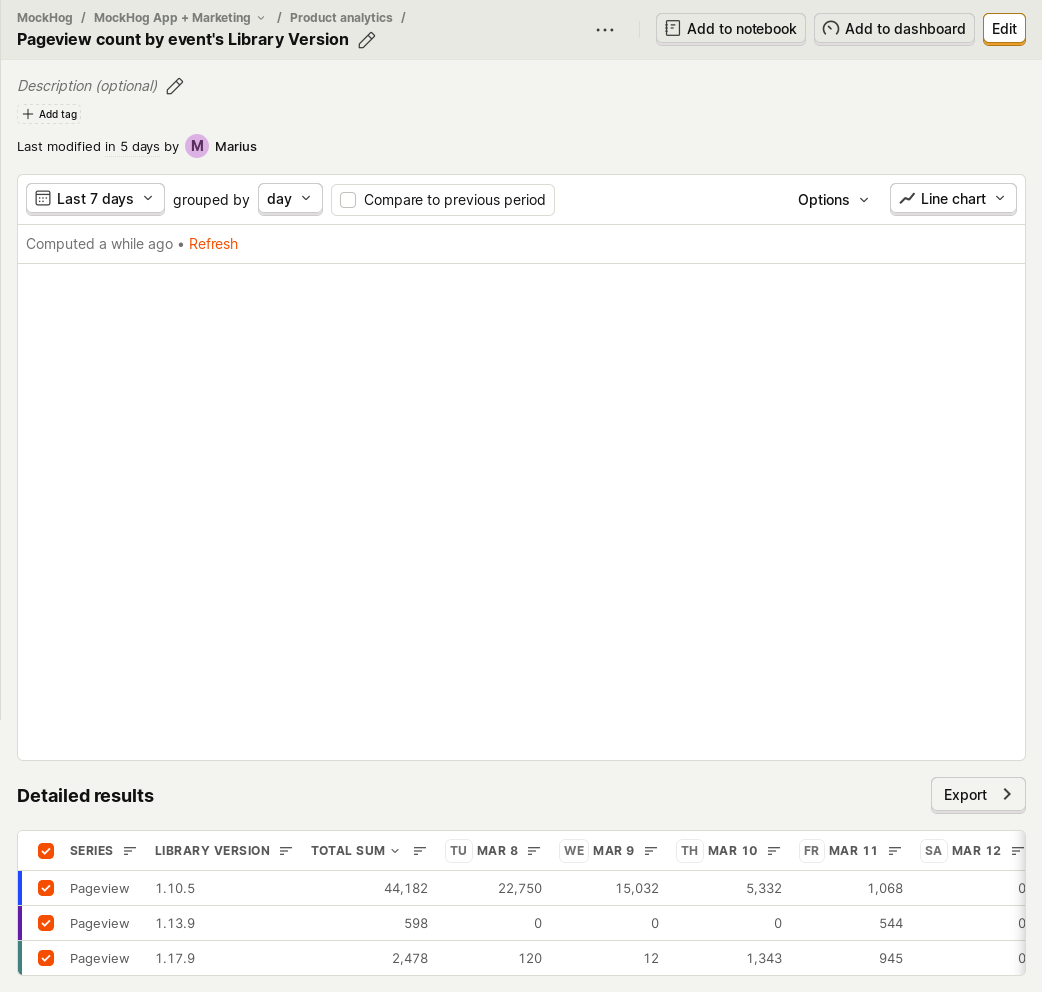 MockHog / MockHog App + Marketing / Product analytics /
Pageview count by event's Library Version
Add to notebook
Add to dashboard
Edit
Description (optional)
Add tag
Last modified in 5 days by M Marius
Last 7 days grouped by day Compare to previous period Options Line chart
Computed a while ago • Refresh
Detailed results
Export
SERIES LIBRARY VERSION TOTAL SUM TU MAR 8 WE MAR 9 TH MAR 10 FR MAR 11 SA MAR 12
Pageview 1.10.5 44,182 22,750 15,032 5,332 1,068 0
Pageview 1.13.9 598 0 0 0 544 0
Pageview 1.17.9 2,478 120 12 1,343 945 0